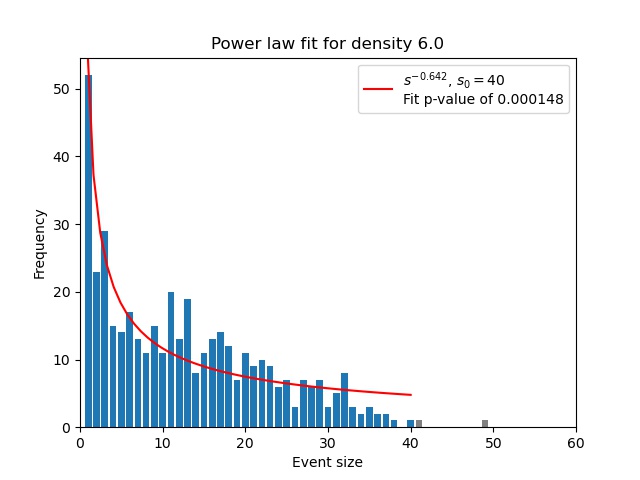 Power law fit for density 6.0
s^{-0.642}, s_0 = 40
Fit p-value of 0.000148
Frequency
50
40
30
20
10
0
0 10 20 30 40 50 60
Event size